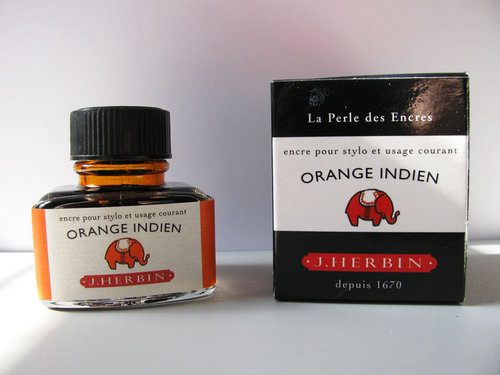 encre pour stylo et usage courant
ORANGE INDIEN
J.HERBIN
La Perle des Encres
encre pour stylo et usage courant
ORANGE INDIEN
J.HERBIN
depuis 1670